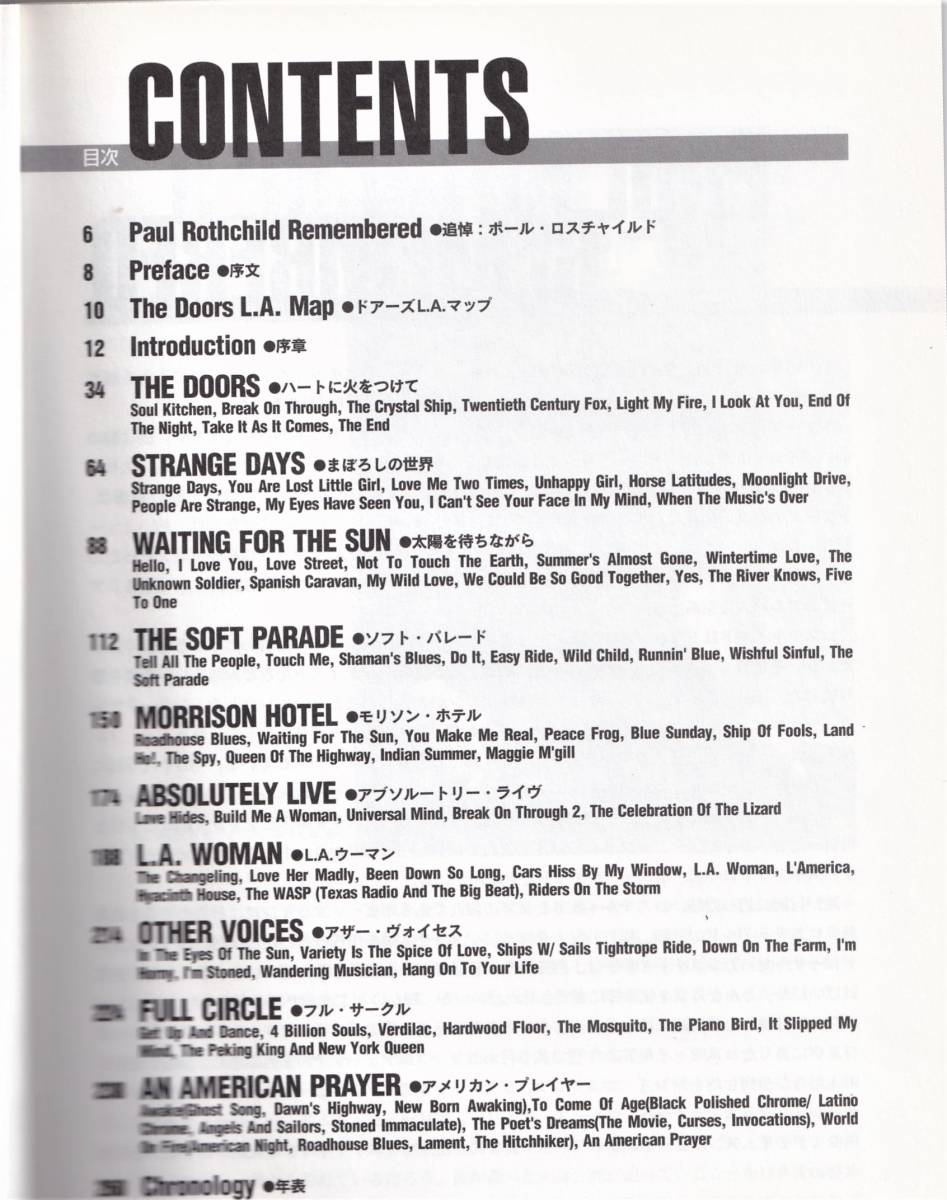 CONTENTS
目次
6 Paul Rothchild Remembered ●追悼：ポール・ロスチャイルド
8 Preface ●序文
10 The Doors L.A. Map ●ドアーズL.A.マップ
12 Introduction ●序章
34 THE DOORS ●ハートに火をつけて
Soul Kitchen, Break On Through, The Crystal Ship, Twentieth Century Fox, Light My Fire, I Look At You, End Of
The Night, Take It As It Comes, The End
64 STRANGE DAYS ●まぼろしの世界
Strange Days, You Are Lost Little Girl, Love Me Two Times, Unhappy Girl, Horse Latitudes, Moonlight Drive,
People Are Strange, My Eyes Have Seen You, I Can't See Your Face In My Mind, When The Music's Over
88 WAITING FOR THE SUN ●太陽を待ちながら
Hello, I Love You, Love Street, Not To Touch The Earth, Summer's Almost Gone, Wintertime Love, The
Unknown Soldier, Spanish Caravan, My Wild Love, We Could Be So Good Together, Yes, The River Knows, Five
To One
112 THE SOFT PARADE ●ソフト・パレード
Tell All The People, Touch Me, Shaman's Blues, Do It, Easy Ride, Wild Child, Runnin' Blue, Wishful Sinful, The
Soft Parade
150 MORRISON HOTEL ●モリソン・ホテル
Roadhouse Blues, Waiting For The Sun, You Make Me Real, Peace Frog, Blue Sunday, Ship Of Fools, Land
Ho!, The Spy, Queen Of The Highway, Indian Summer, Maggie M'gill
174 ABSOLUTELY LIVE ●アブソルートリー・ライヴ
Love Hides, Build Me A Woman, Universal Mind, Break On Through 2, The Celebration Of The Lizard
188 L.A. WOMAN ●L.A.ウーマン
The Changeling, Love Her Madly, Been Down So Long, Cars Hiss By My Window, L.A. Woman, L'America,
Hyacinth House, The WASP (Texas Radio And The Big Beat), Riders On The Storm
OTHER VOICES ●アザー・ヴォイセス
In The Eyes Of The Sun, Variety Is The Spice Of Love, Ships W/ Sails Tightrope Ride, Down On The Farm, I'm
Horny, I'm Stoned, Wandering Musician, Hang On To Your Life
FULL CIRCLE ●フル・サークル
Get Up And Dance, 4 Billion Souls, Verdilac, Hardwood Floor, The Mosquito, The Piano Bird, It Slipped My
Mind, The Peking King And New York Queen
AN AMERICAN PRAYER ●アメリカン・プレイヤー
Awake(Ghost Song, Dawn's Highway, New Born Awaking),To Come Of Age(Black Polished Chrome/ Latino
Chrome, Angels And Sailors, Stoned Immaculate), The Poet's Dreams(The Movie, Curses, Invocations), World
On Fire(American Night, Roadhouse Blues, Lament, The Hitchhiker), An American Prayer
Chronology ●年表